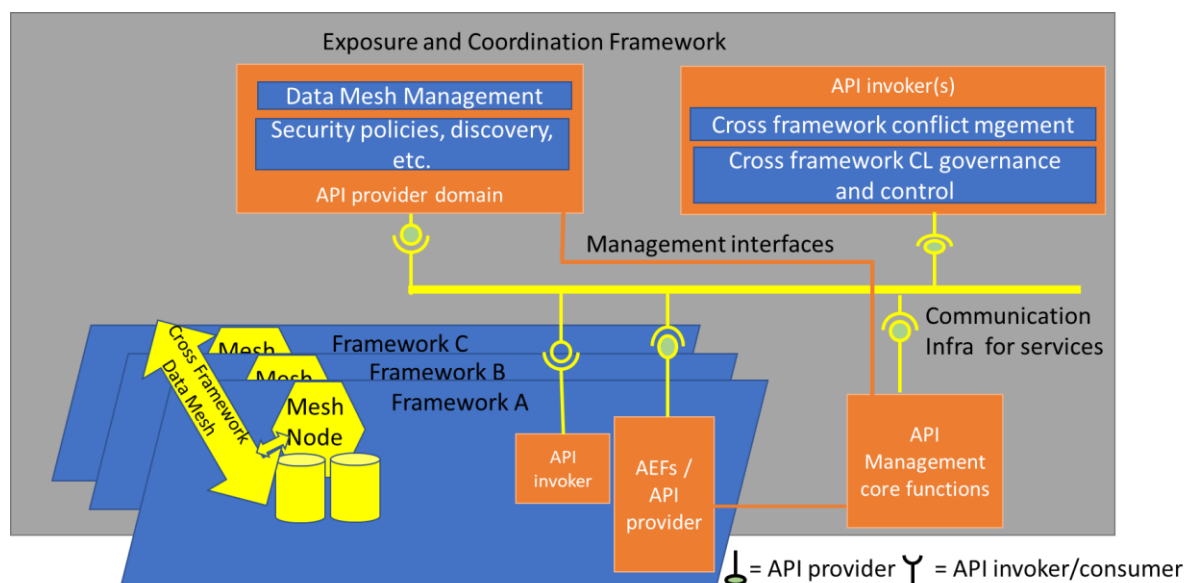 Exposure and Coordination Framework
Data Mesh Management
Security policies, discovery,
etc.
API provider domain
API invoker(s)
Cross framework conflict mgement
Cross framework CL governance
and control
Management interfaces
Communication
Infra for services
Cross Framework
Data Mesh
Mesh
Framework C
Mesh
Framework B
Framework A
Mesh
Node
API
invoker
AEFs /
API
provider
API
Management
core functions
= API provider
= API invoker/consumer